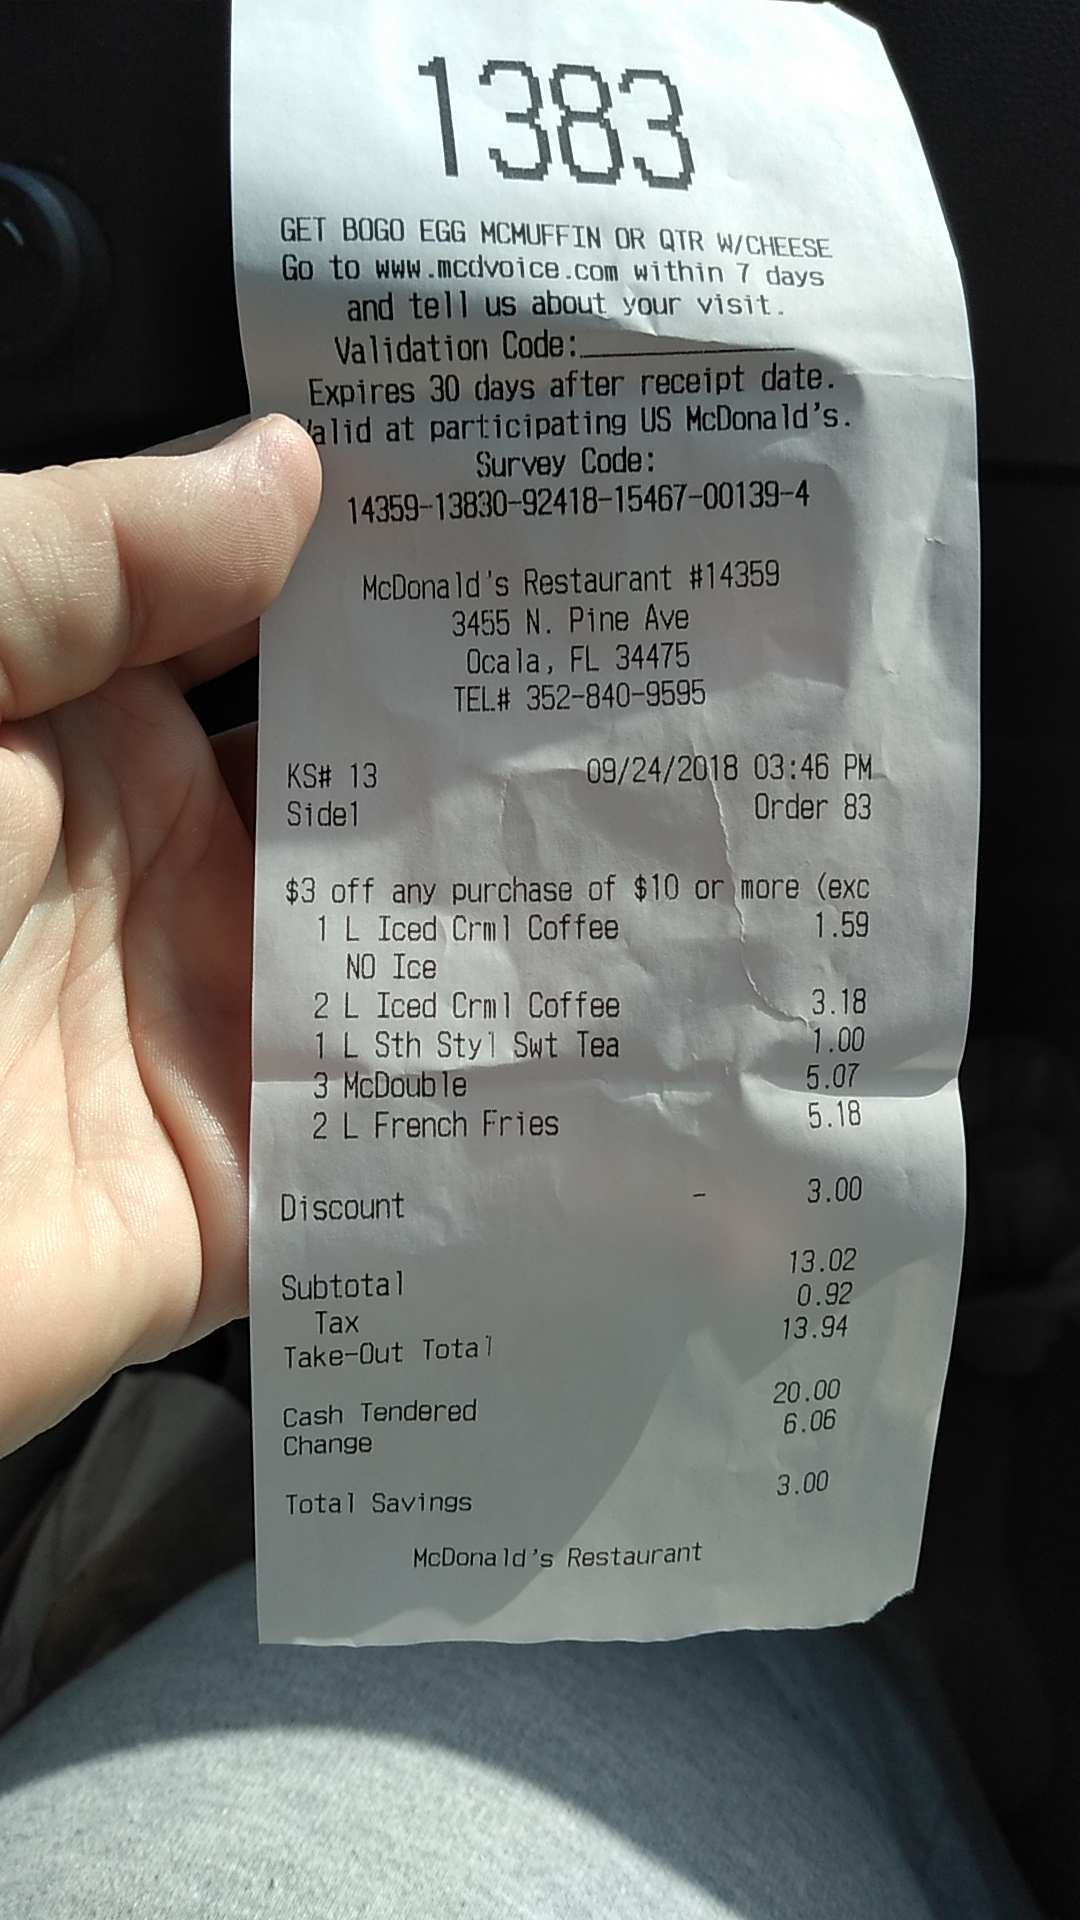 1383
GET BOGO EGG MCMUFFIN OR QTR W/CHEESE
Go to www.mcdvoice.com within 7 days
and tell us about your visit.
Validation Code:____________
Expires 30 days after receipt date.
Valid at participating US McDonald's.
Survey Code:
14359-13830-92418-15467-00139-4
McDonald's Restaurant #14359
3455 N. Pine Ave
Ocala, FL 34475
TEL# 352-840-9595
KS# 13 09/24/2018 03:46 PM
Side1 Order 83
$3 off any purchase of $10 or more (exc
1 L Iced Crml Coffee 1.59
NO Ice
2 L Iced Crml Coffee 3.18
1 L Sth Styl Swt Tea 1.00
3 McDouble 5.07
2 L French Fries 5.18
Discount - 3.00
Subtotal 13.02
Tax 0.92
Take-Out Total 13.94
Cash Tendered 20.00
Change 6.06
Total Savings 3.00
McDonald's Restaurant